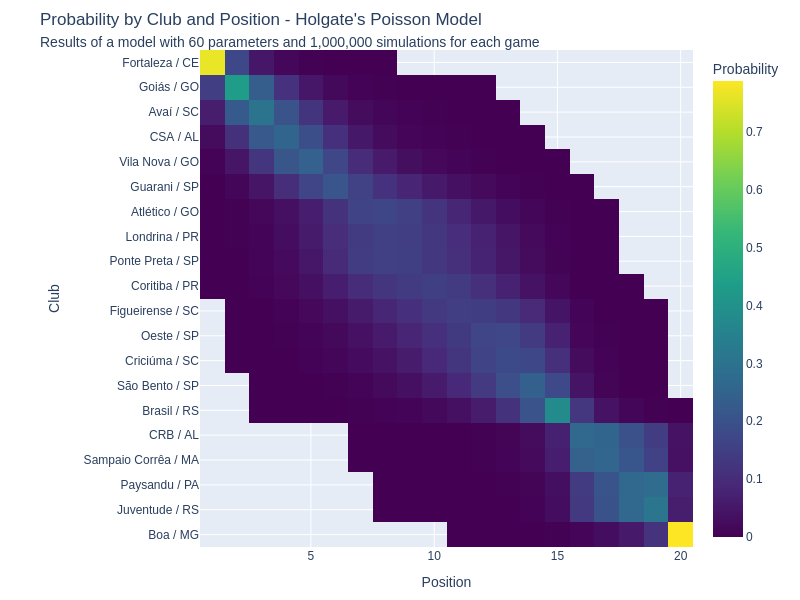 Probability by Club and Position - Holgate's Poisson Model
Results of a model with 60 parameters and 1,000,000 simulations for each game
Probability
Fortaleza / CE
Goiás / GO
Avaí / SC
CSA / AL
Vila Nova / GO
Guarani / SP
Atlético / GO
Londrina / PR
Ponte Preta / SP
Coritiba / PR
Figueirense / SC
Oeste / SP
Criciúma / SC
São Bento / SP
Brasil / RS
CRB / AL
Sampaio Corrêa / MA
Paysandu / PA
Juventude / RS
Boa / MG
Club
5
10
15
20
Position
0.7
0.6
0.5
0.4
0.3
0.2
0.1
0